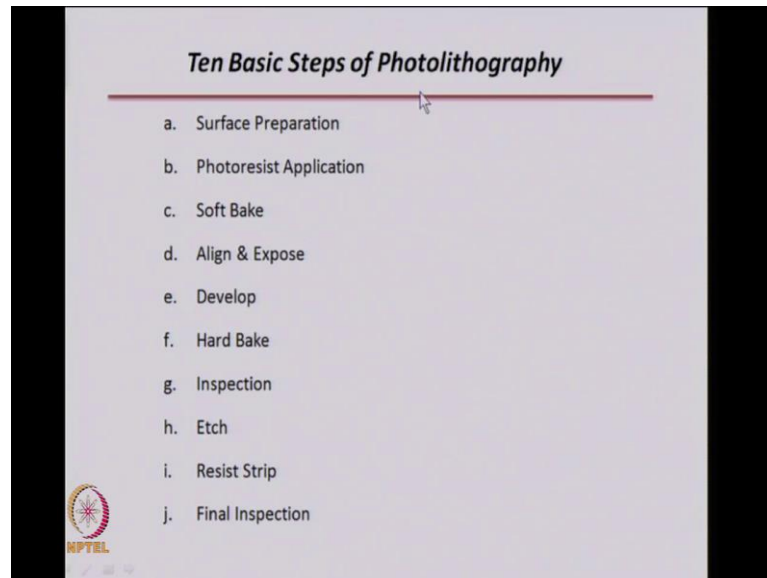 Ten Basic Steps of Photolithography
a. Surface Preparation
b. Photoresist Application
c. Soft Bake
d. Align & Expose
e. Develop
f. Hard Bake
g. Inspection
h. Etch
i. Resist Strip
j. Final Inspection
NPTEL